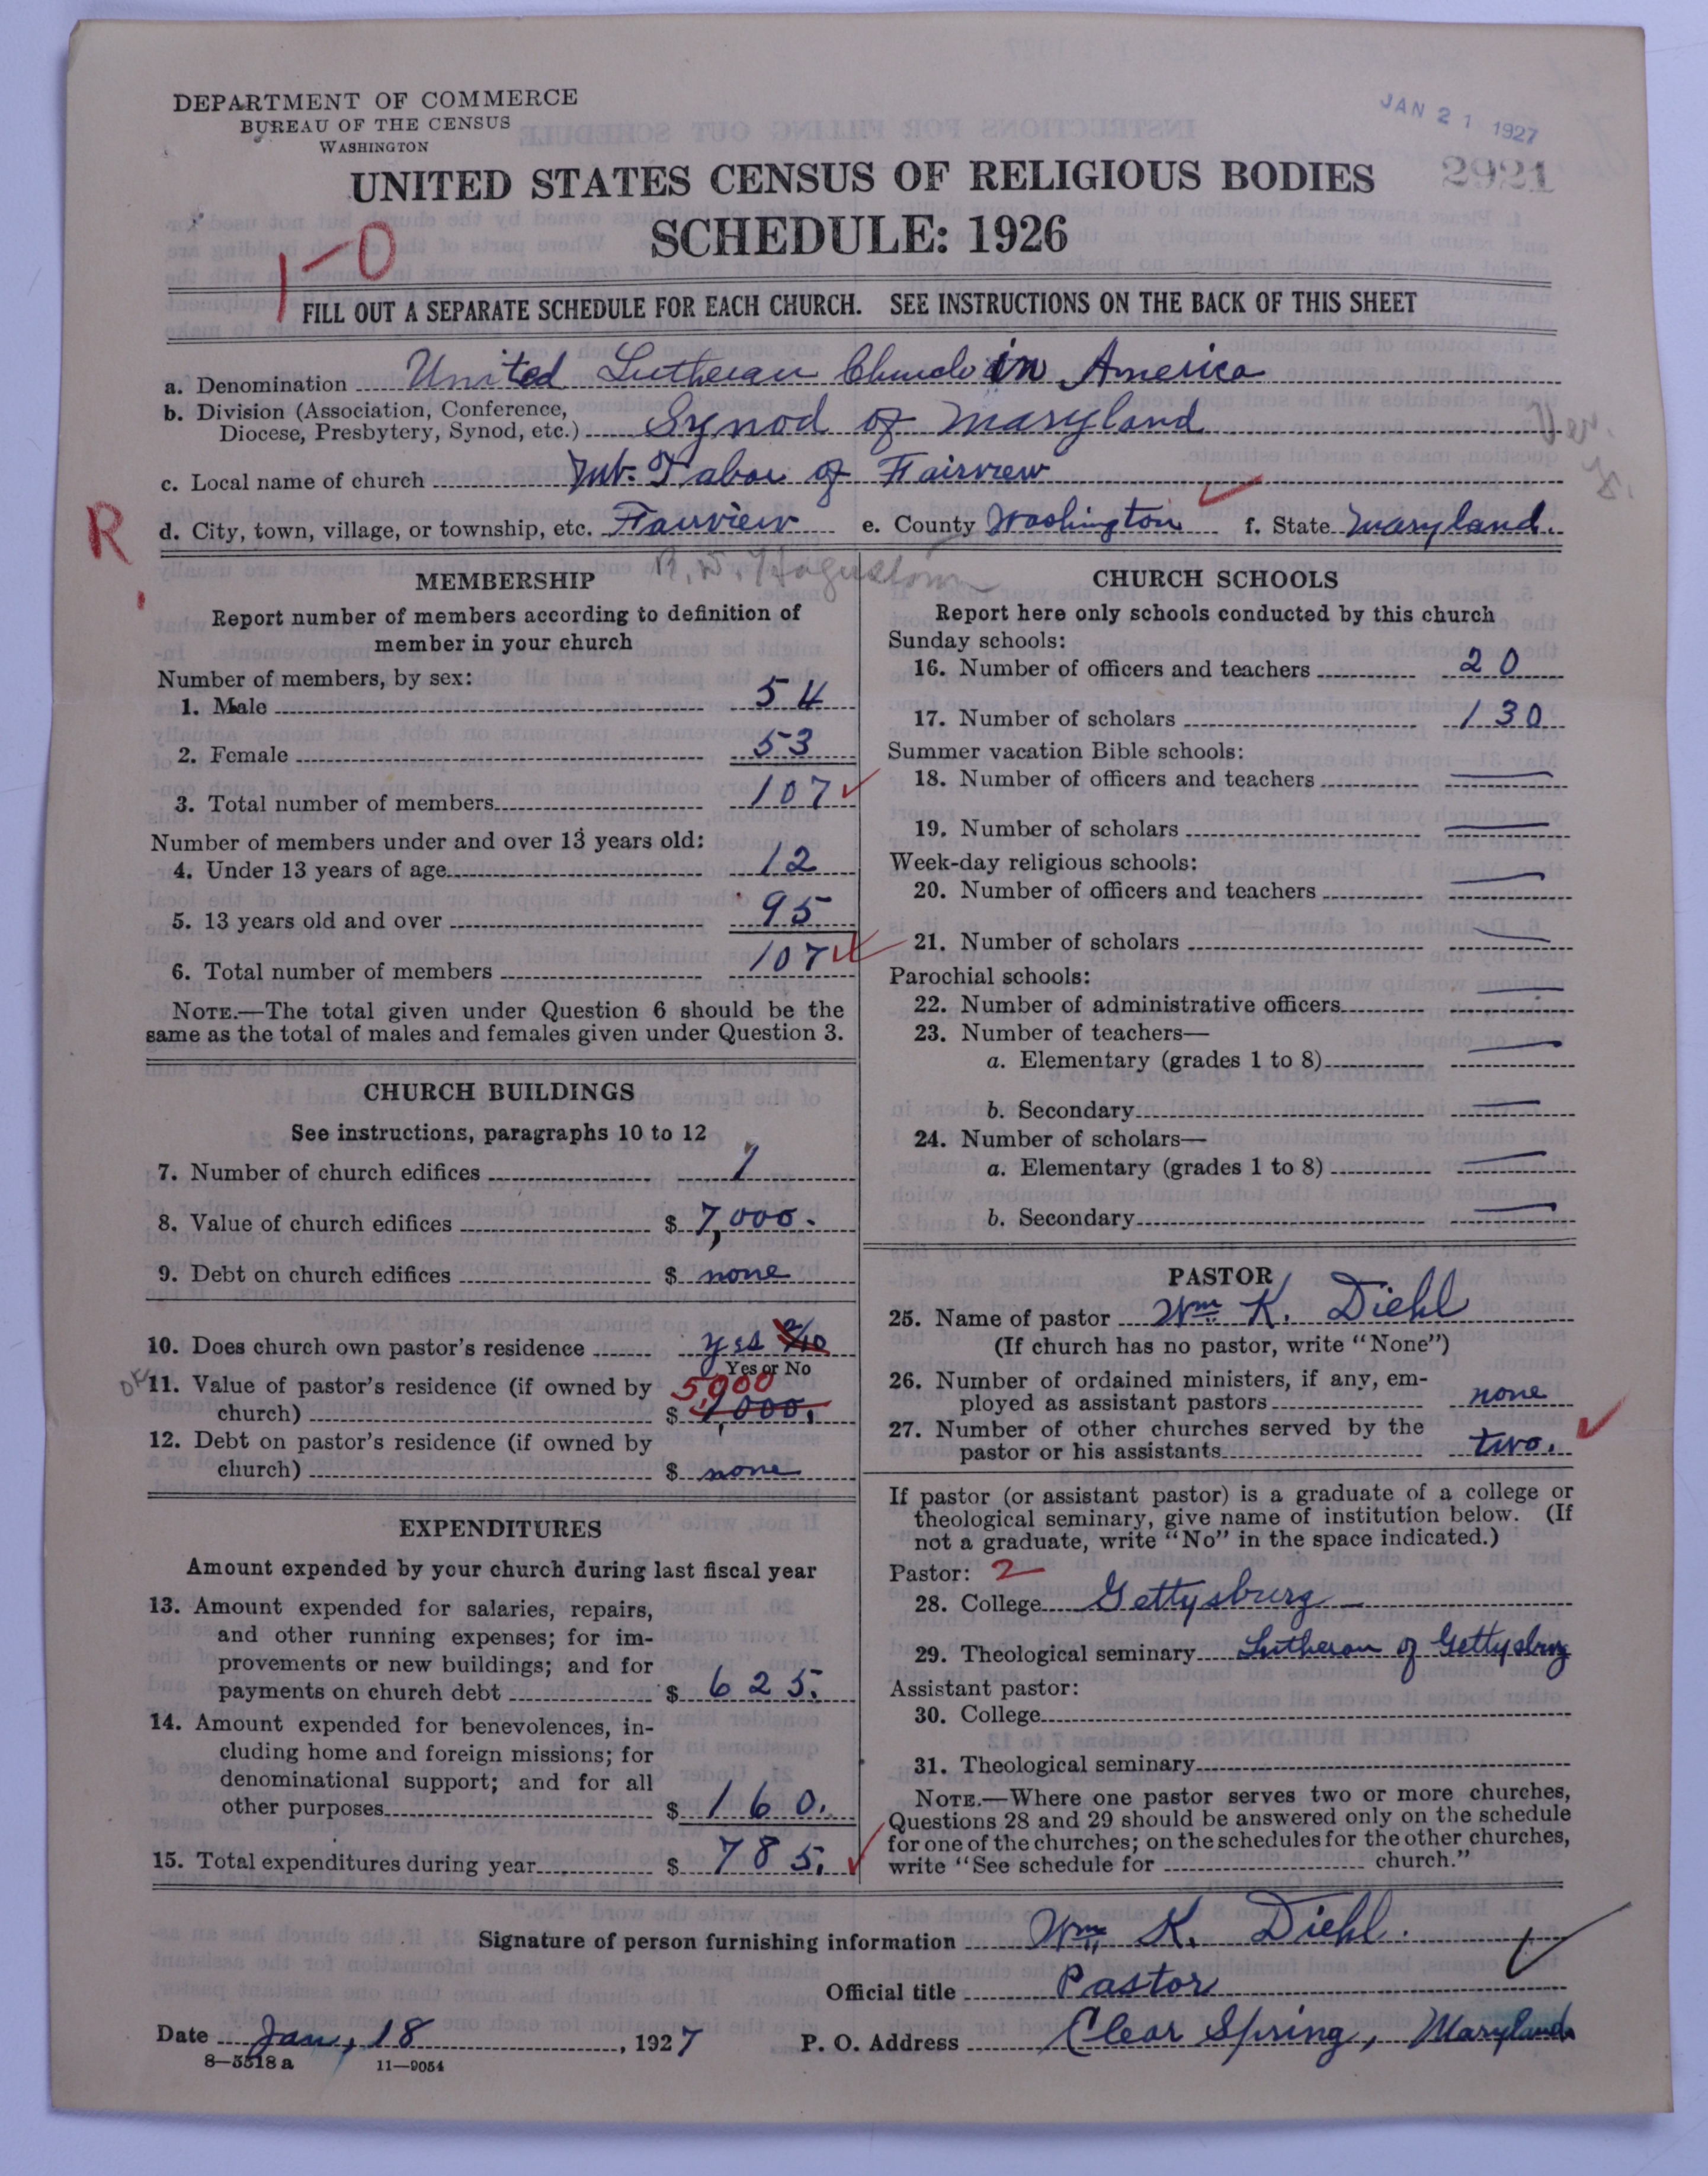 DEPARTMENT OF COMMERCE
BUREAU OF THE CENSUS
WASHINGTON
JAN 21 1927
2921
UNITED STATES CENSUS OF RELIGIOUS BODIES
SCHEDULE: 1926
1-0
FILL OUT A SEPARATE SCHEDULE FOR EACH CHURCH. SEE INSTRUCTIONS ON THE BACK OF THIS SHEET
a. Denomination United Lutheran Church in America
b. Division (Association, Conference,
Diocese, Presbytery, Synod, etc.) Synod of Maryland
c. Local name of church Mt. Tabor of Fairview
R
d. City, town, village, or township, etc. Fairview e. County Washington f. State Maryland.
MEMBERSHIP
Report number of members according to definition of
member in your church
Number of members, by sex:
1. Male 54
2. Female 53
3. Total number of members 107
Number of members under and over 13 years old:
4. Under 13 years of age 12
5. 13 years old and over 95
6. Total number of members 107
NOTE.—The total given under Question 6 should be the
same as the total of males and females given under Question 3.
CHURCH BUILDINGS
See instructions, paragraphs 10 to 12
7. Number of church edifices 1
8. Value of church edifices $ 7,000.
9. Debt on church edifices $ none
10. Does church own pastor's residence yes no
Yes or No
OK
11. Value of pastor's residence (if owned by 5000
church) $ 1,000.
12. Debt on pastor's residence (if owned by
church) $ none
EXPENDITURES
Amount expended by your church during last fiscal year
13. Amount expended for salaries, repairs,
and other running expenses; for im-
provements or new buildings; and for
payments on church debt $ 625.
14. Amount expended for benevolences, in-
cluding home and foreign missions; for
denominational support; and for all
other purposes $ 160.
15. Total expenditures during year $ 785.
CHURCH SCHOOLS
Report here only schools conducted by this church
Sunday schools:
16. Number of officers and teachers 20
17. Number of scholars 130
Summer vacation Bible schools:
18. Number of officers and teachers
19. Number of scholars
Week-day religious schools:
20. Number of officers and teachers
21. Number of scholars
Parochial schools:
22. Number of administrative officers
23. Number of teachers—
a. Elementary (grades 1 to 8)
b. Secondary
24. Number of scholars—
a. Elementary (grades 1 to 8)
b. Secondary
PASTOR
25. Name of pastor Wm. K. Diehl
(If church has no pastor, write "None")
26. Number of ordained ministers, if any, em-
ployed as assistant pastors none
27. Number of other churches served by the
pastor or his assistants two.
If pastor (or assistant pastor) is a graduate of a college or
theological seminary, give name of institution below. (If
not a graduate, write "No" in the space indicated.)
Pastor: 2
28. College Gettysburg
29. Theological seminary Lutheran of Gettysburg
Assistant pastor:
30. College
31. Theological seminary
NOTE.—Where one pastor serves two or more churches,
Questions 28 and 29 should be answered only on the schedule
for one of the churches; on the schedules for the other churches,
write "See schedule for church."
Signature of person furnishing information Wm. K. Diehl.
Official title Pastor
Date Jan, 18, 1927 P. O. Address Clear Spring, Maryland
8—5518a 11—9054